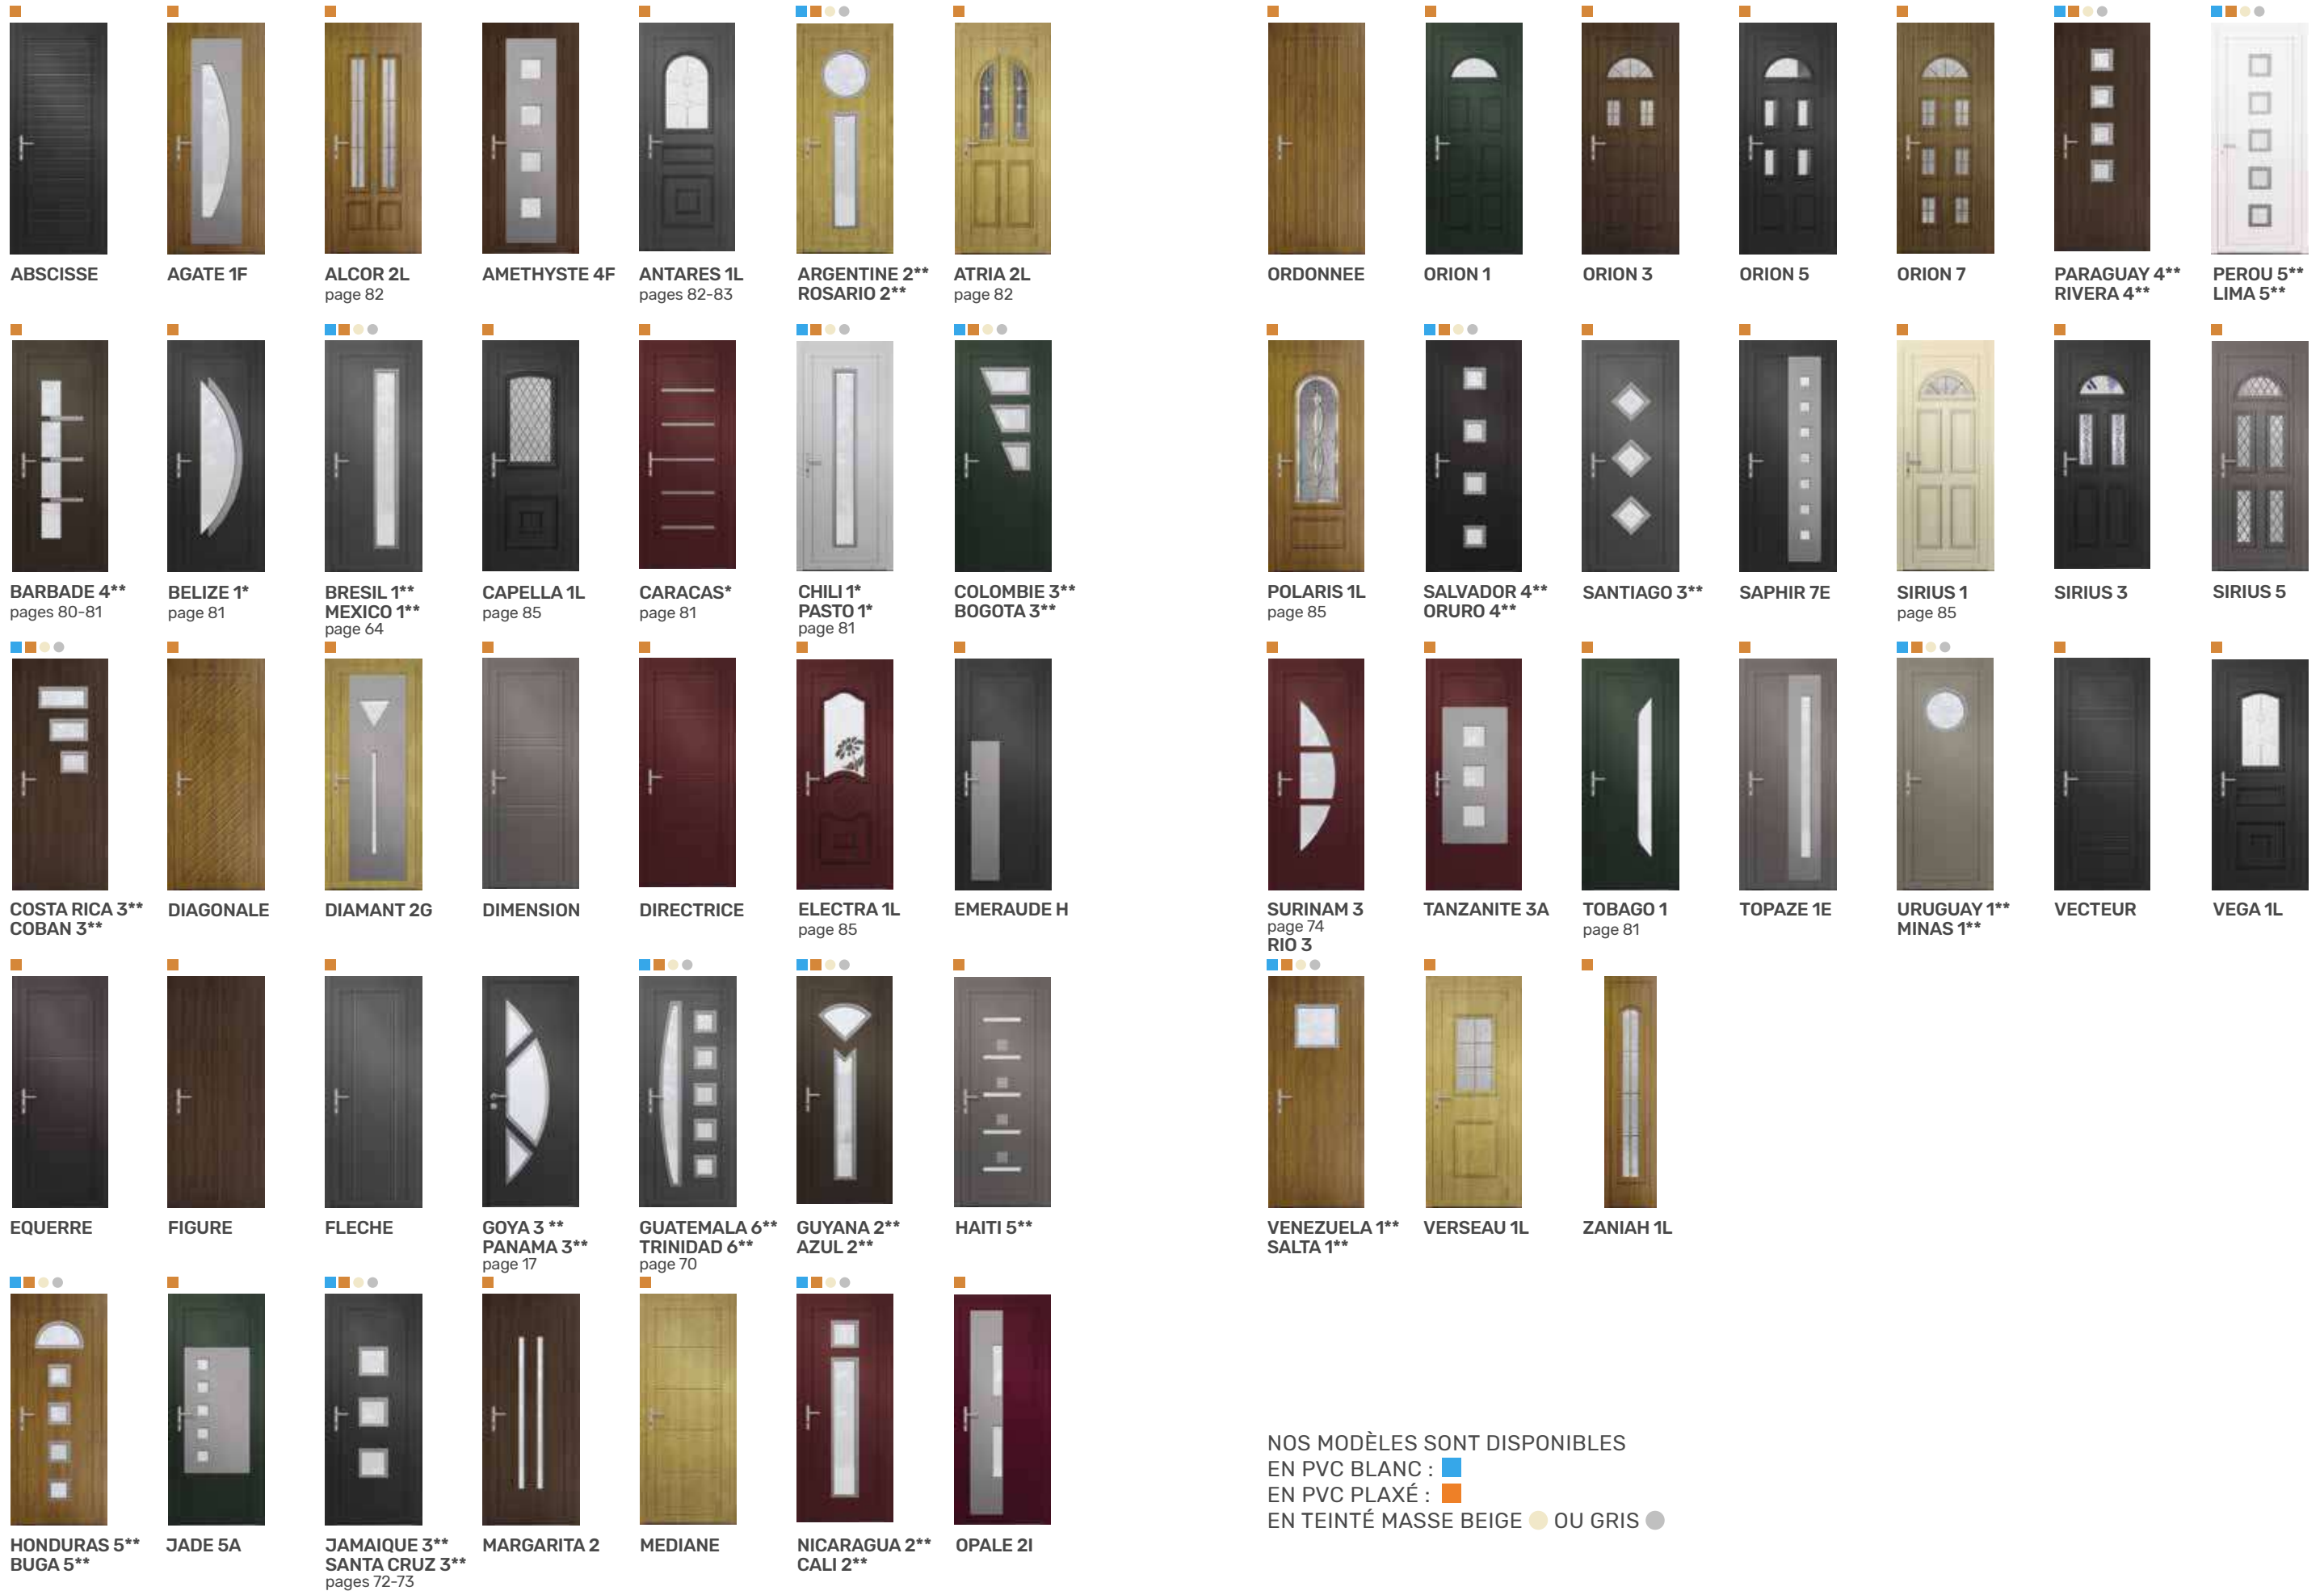 ABSCISSE
AGATE 1F
ALCOR 2L
page 82
AMETHYSTE 4F
ANTARES 1L
pages 82-83
ARGENTINE 2**
ROSARIO 2**
ATRIA 2L
page 82
BARBADE 4**
pages 80-81
BELIZE 1*
page 81
BRESIL 1**
MEXICO 1**
page 64
CAPELLA 1L
page 85
CARACAS*
page 81
CHILI 1*
PASTO 1*
page 81
COLOMBIE 3**
BOGOTA 3**
COSTA RICA 3**
COBAN 3**
DIAGONALE
DIAMANT 2G
DIMENSION
DIRECTRICE
ELECTRA 1L
page 85
EMERAUDE H
EQUERRE
FIGURE
FLECHE
GOYA 3 **
PANAMA 3**
page 17
GUATEMALA 6**
TRINIDAD 6**
page 70
GUYANA 2**
AZUL 2**
HAITI 5**
HONDURAS 5**
BUGA 5**
JADE 5A
JAMAIQUE 3**
SANTA CRUZ 3**
pages 72-73
MARGARITA 2
MEDIANE
NICARAGUA 2**
CALI 2**
OPALE 2I
ORDONNEE
ORION 1
ORION 3
ORION 5
ORION 7
PARAGUAY 4**
RIVERA 4**
PEROU 5**
LIMA 5**
POLARIS 1L
page 85
SALVADOR 4**
ORURO 4**
SANTIAGO 3**
SAPHIR 7E
SIRIUS 1
page 85
SIRIUS 3
SIRIUS 5
SURINAM 3
page 74
RIO 3
TANZANITE 3A
TOBAGO 1
page 81
TOPAZE 1E
URUGUAY 1**
MINAS 1**
VECTEUR
VEGA 1L
VENEZUELA 1**
SALTA 1**
VERSEAU 1L
ZANIAH 1L
NOS MODÈLES SONT DISPONIBLES
EN PVC BLANC :
EN PVC PLAXÉ :
EN TEINTÉ MASSE BEIGE OU GRIS